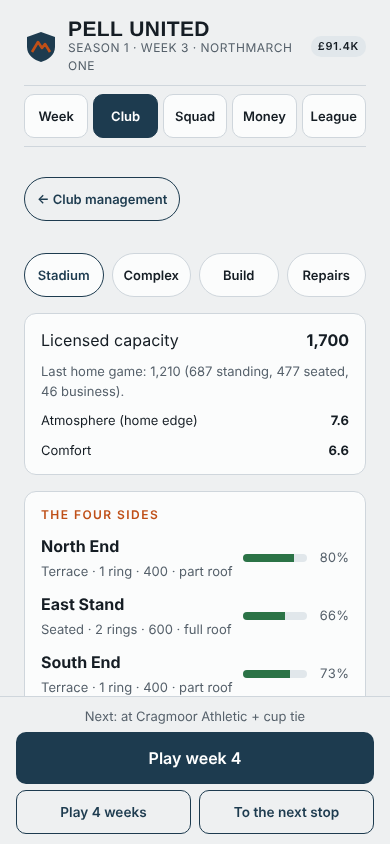 PELL UNITED
SEASON 1 · WEEK 3 · NORTHMARCH
ONE
£91.4K
Week
Club
Squad
Money
League
← Club management
Stadium
Complex
Build
Repairs
Licensed capacity
1,700
Last home game: 1,210 (687 standing, 477 seated,
46 business).
Atmosphere (home edge)
7.6
Comfort
6.6
THE FOUR SIDES
North End
Terrace · 1 ring · 400 · part roof
80%
East Stand
Seated · 2 rings · 600 · full roof
66%
South End
Terrace · 1 ring · 400 · part roof
73%
Next: at Cragmoor Athletic + cup tie
Play week 4
Play 4 weeks
To the next stop